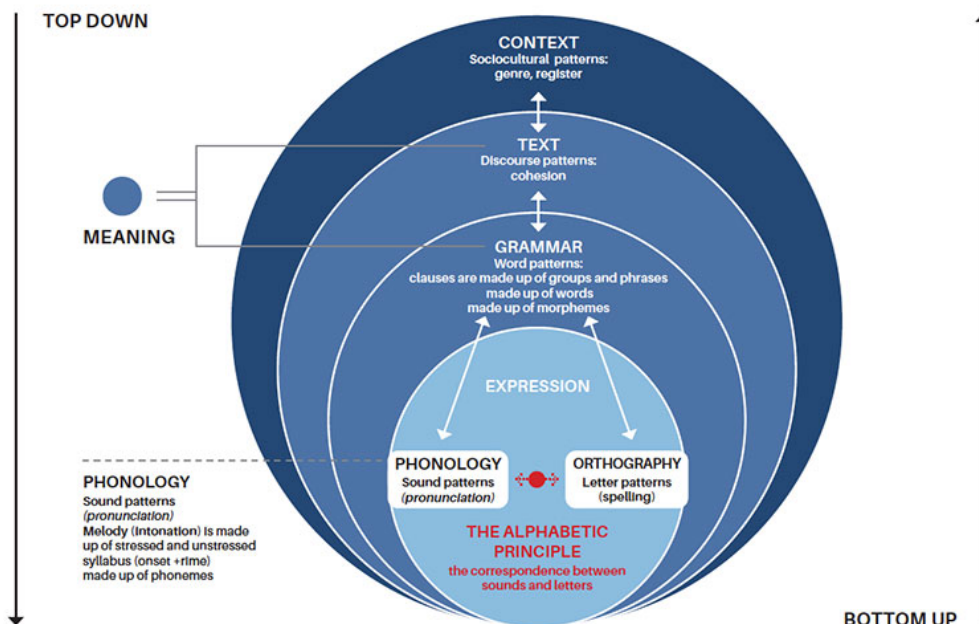 TOP DOWN
CONTEXT
Sociocultural patterns:
genre, register
TEXT
Discourse patterns:
cohesion
MEANING
GRAMMAR
Word patterns:
clauses are made up of groups and phrases
made up of words
made up of morphemes
EXPRESSION
PHONOLOGY
Sound patterns
(pronunciation)
ORTHOGRAPHY
Letter patterns
(spelling)
THE ALPHABETIC
PRINCIPLE
the correspondence between
sounds and letters
PHONOLOGY
Sound patterns
(pronunciation)
Melody (intonation) is made
up of stressed and unstressed
syllabus (onset +rime)
made up of phonemes
BOTTOM UP